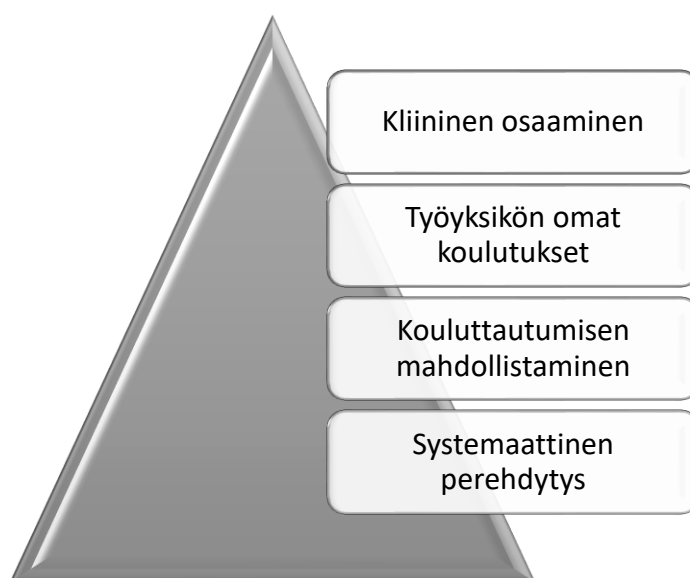 Kliininen osaaminen
Työyksikön omat
koulutukset
Kouluttautumisen
mahdollistaminen
Systemaattinen
perehdytys